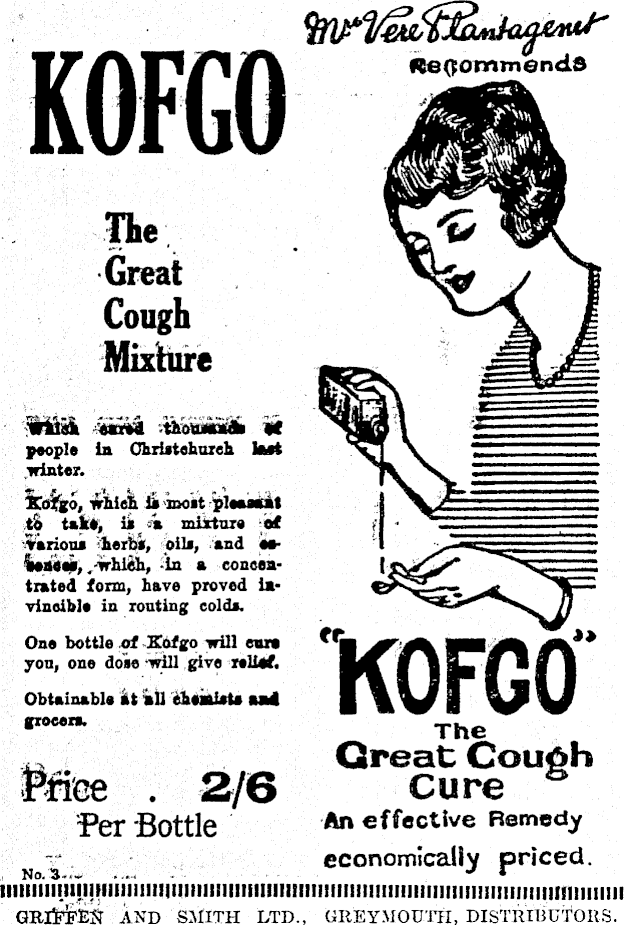 KOFGO
The
Great
Cough
Mixture
Which cured thousands of
people in Christchurch last
winter.
Kofgo, which is most pleasant
to take, is a mixture of
various herbs, oils, and es-
sences, which, in a concen-
trated form, have proved in-
vincible in routing colds.
One bottle of Kofgo will cure
you, one dose will give relief.
Obtainable at all chemists and
grocers.
Price . 2/6
Per Bottle
No. 3
Mrs Vere Plantagenet
Recommends
"KOFGO"
The
Great Cough
Cure
An effective Remedy
economically priced.
GRIFFEN AND SMITH LTD., GREYMOUTH, DISTRIBUTORS.